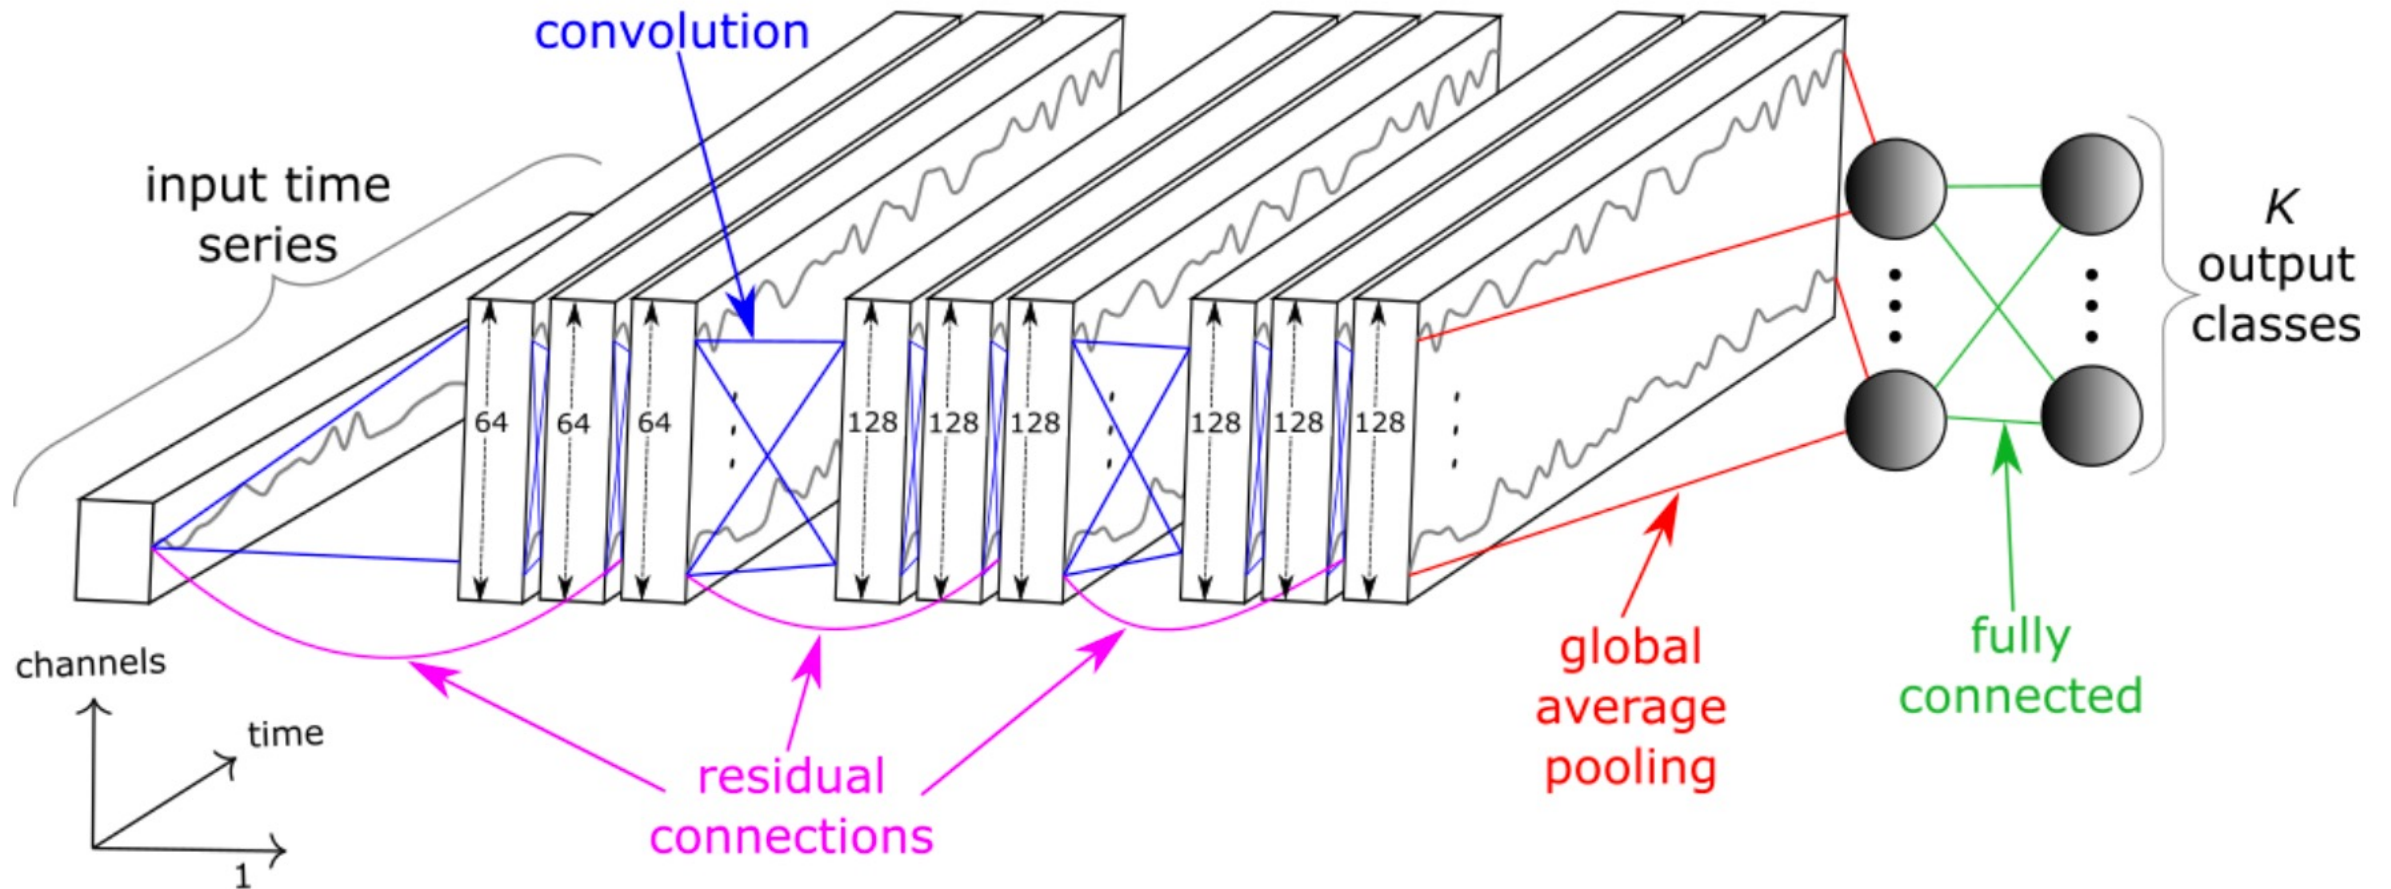 convolution
input time
series
64
64
64
128
128
128
128
128
128
K
output
classes
channels
time
1
residual
connections
global
average
pooling
fully
connected